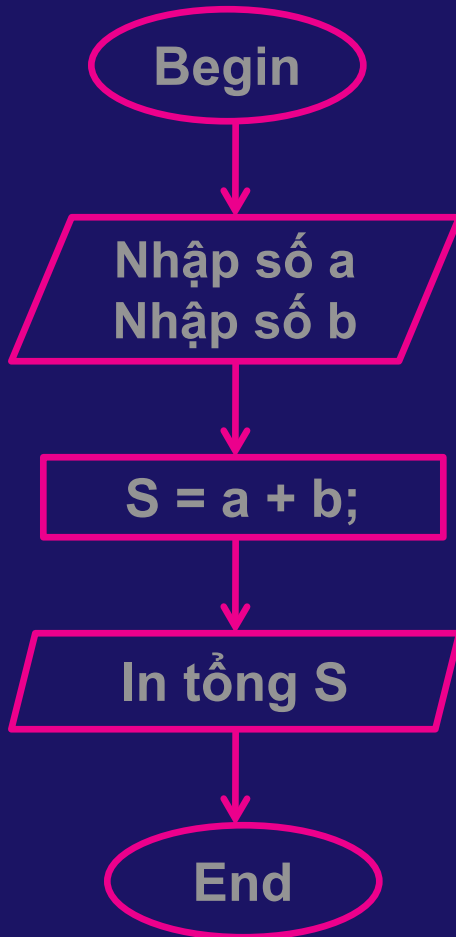 Begin
Nhập số a
Nhập số b
S = a + b;
In tổng S
End